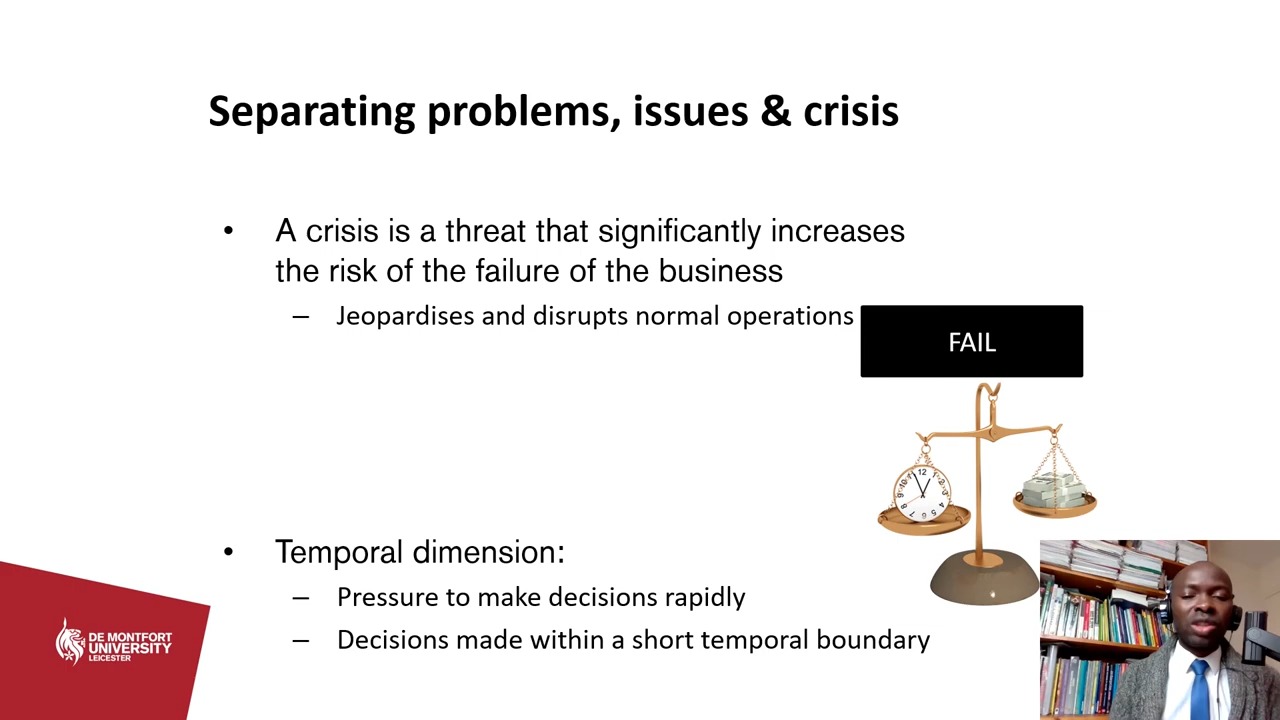 Separating problems, issues & crisis
• A crisis is a threat that significantly increases
the risk of the failure of the business
– Jeopardises and disrupts normal operations
FAIL
12
• Temporal dimension:
– Pressure to make decisions rapidly
– Decisions made within a short temporal boundary
DE MONTFORT
UNIVERSITY
LEICESTER